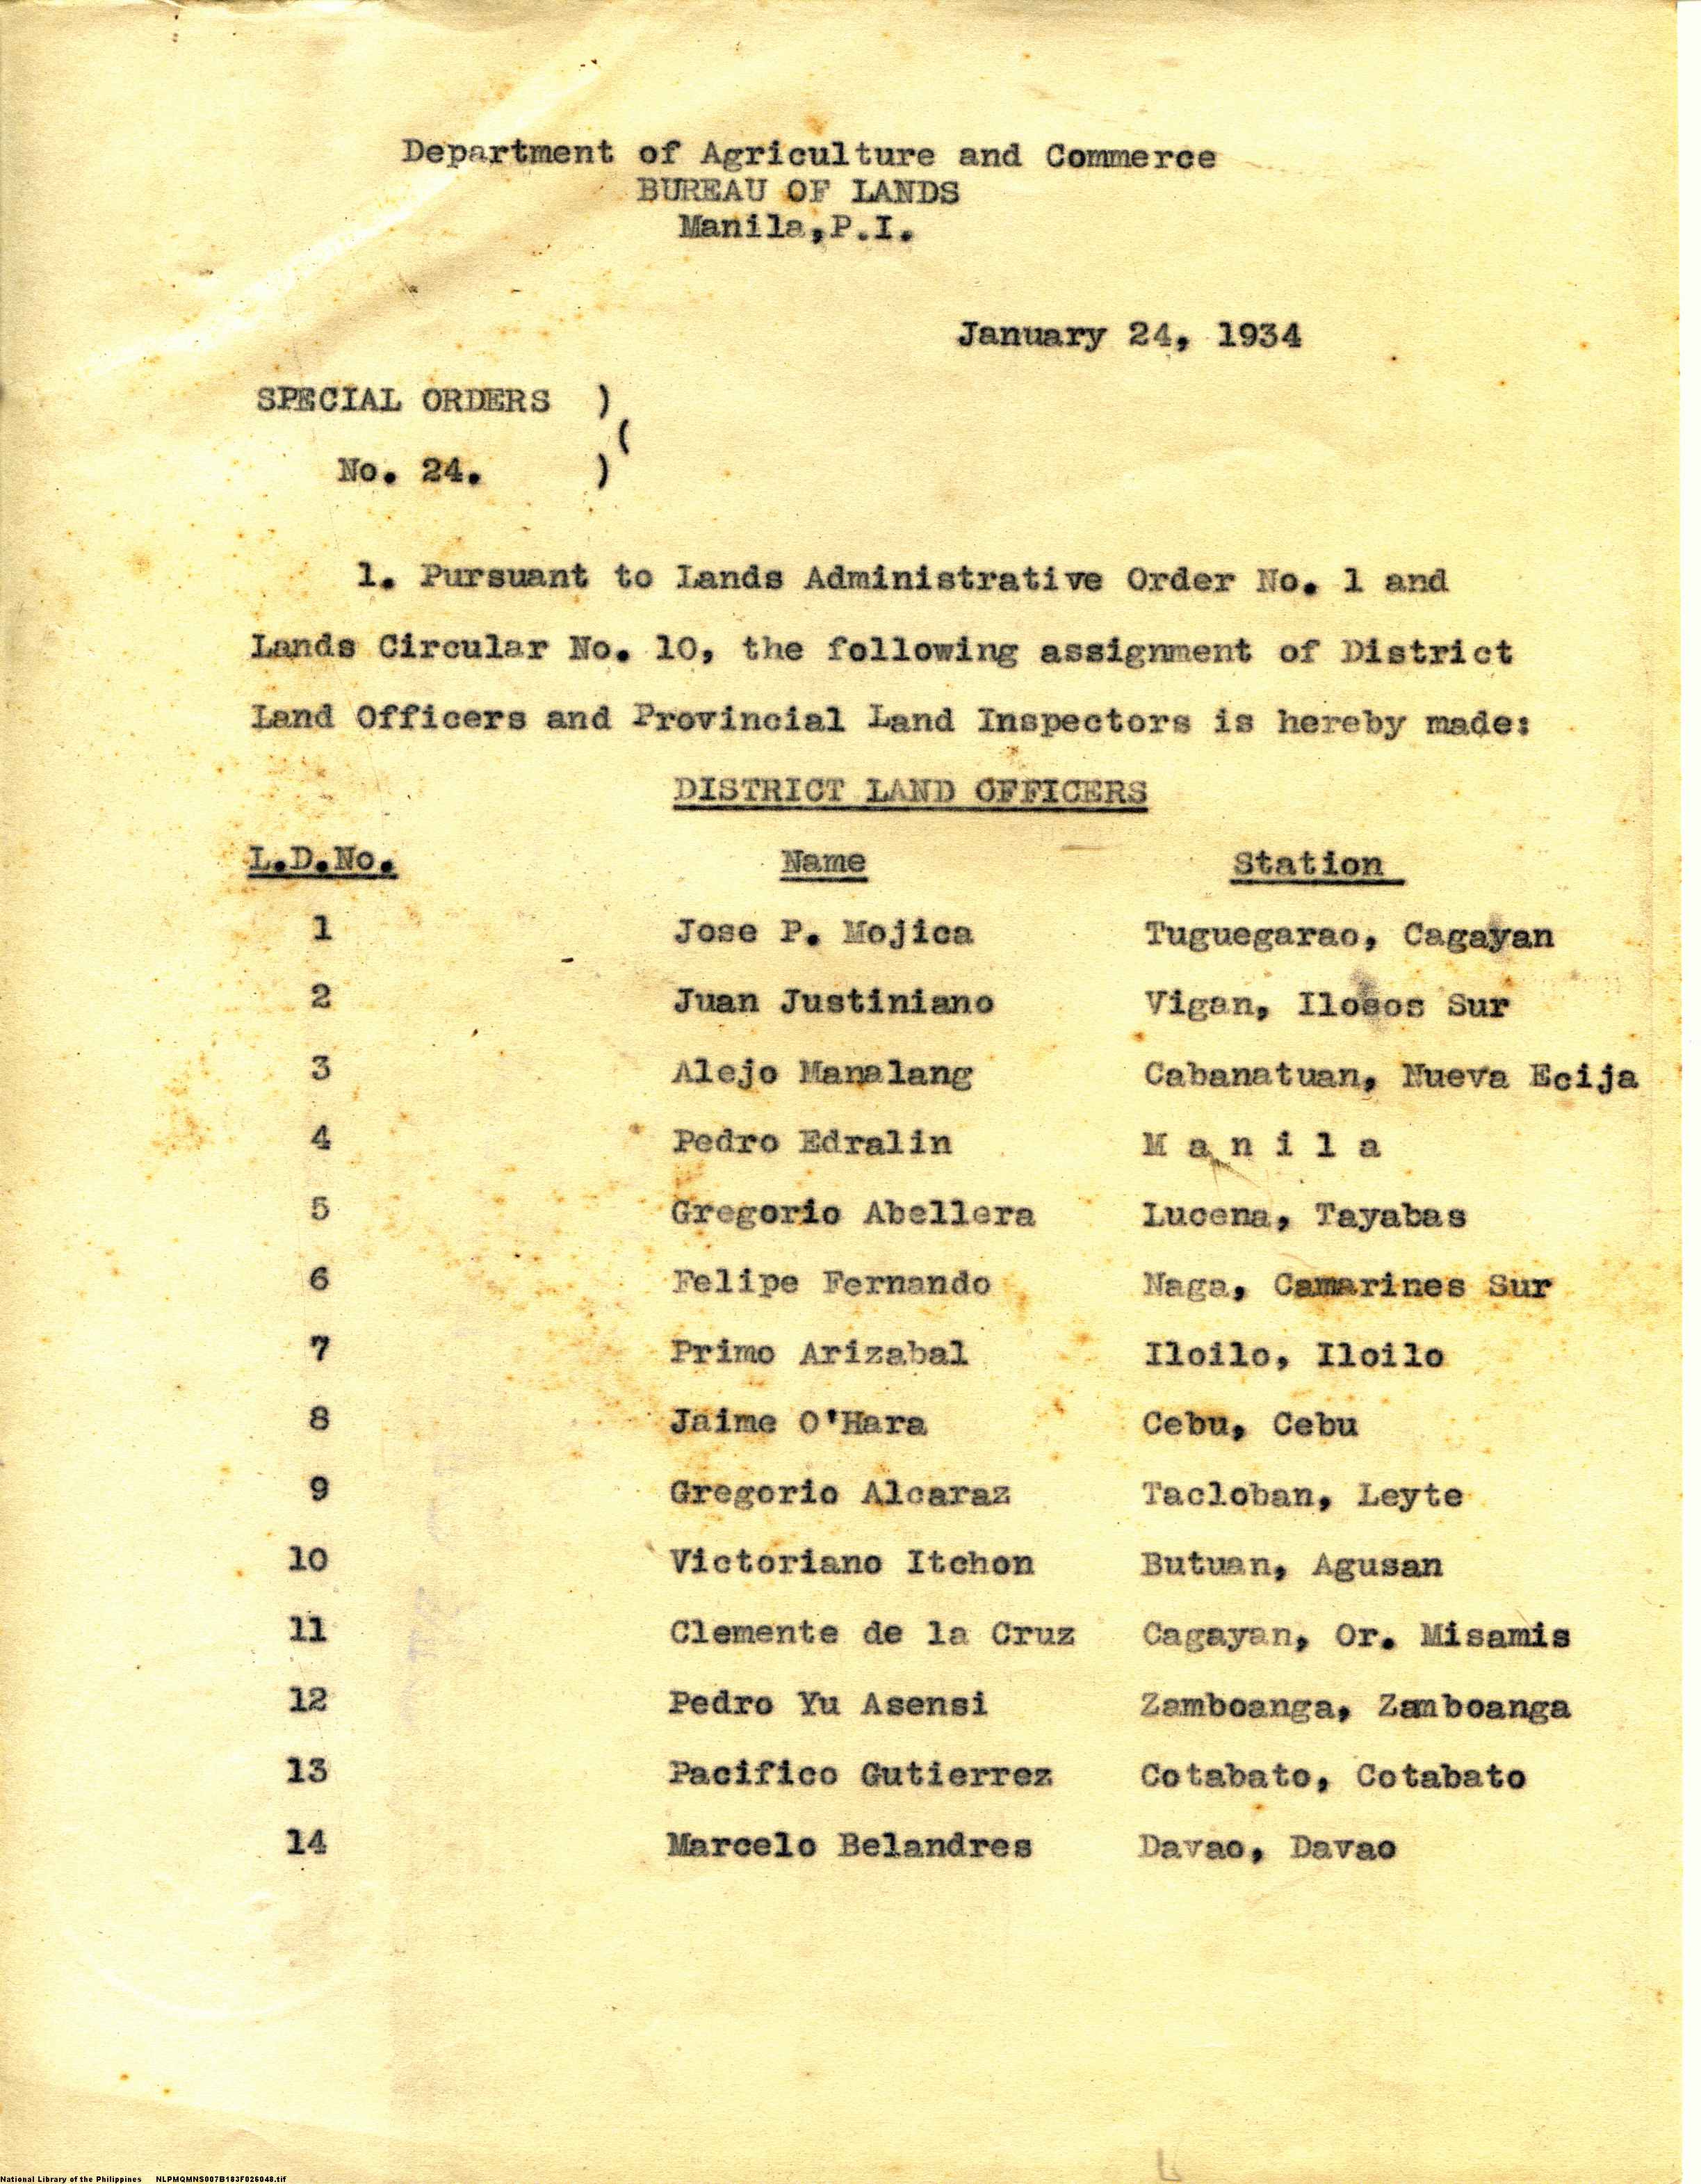 Department of Agriculture and Commerce
BUREAU OF LANDS
Manila,P.I.
January 24, 1934
SPECIAL ORDERS )
(
No. 24. )
1. Pursuant to Lands Administrative Order No. 1 and
Lands Circular No. 10, the following assignment of District
Land Officers and Provincial Land Inspectors is hereby made:
DISTRICT LAND OFFICERS
L.D.No. Name Station
1 Jose P. Mojica Tuguegarao, Cagayan
2 Juan Justiniano Vigan, Ilocos Sur
3 Alejo Manalang Cabanatuan, Nueva Ecija
4 Pedro Edralin M a n i l a
5 Gregorio Abellera Lucena, Tayabas
6 Felipe Fernando Naga, Camarines Sur
7 Primo Arizabal Iloilo, Iloilo
8 Jaime O'Hara Cebu, Cebu
9 Gregorio Alcaraz Tacloban, Leyte
10 Victoriano Itchon Butuan, Agusan
11 Clemente de la Cruz Cagayan, Or. Misamis
12 Pedro Yu Asensi Zamboanga, Zamboanga
13 Pacifico Gutierrez Cotabato, Cotabato
14 Marcelo Belandres Davao, Davao
National Library of the Philippines NLPMQMNS007B183F026048.tif